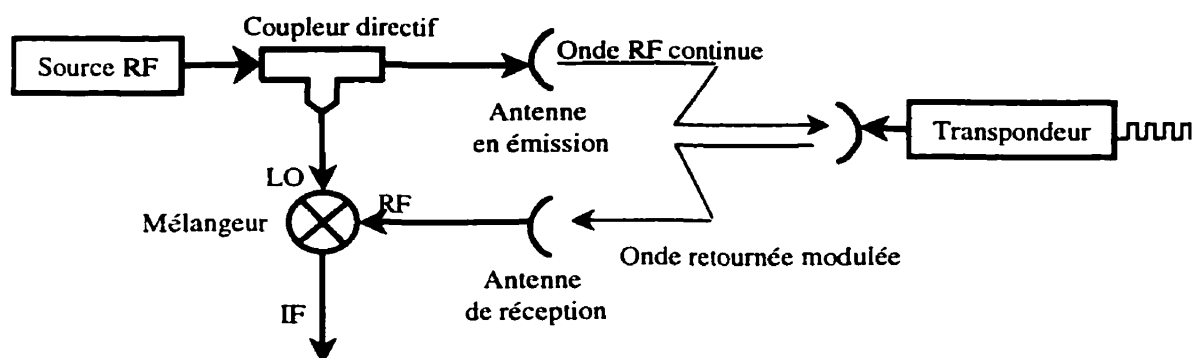 Coupleur directif
Source RF
Onde RF continue
Antenne
en émission
Transpondeur
LO
RF
Mélangeur
Onde retournée modulée
Antenne
de réception
IF